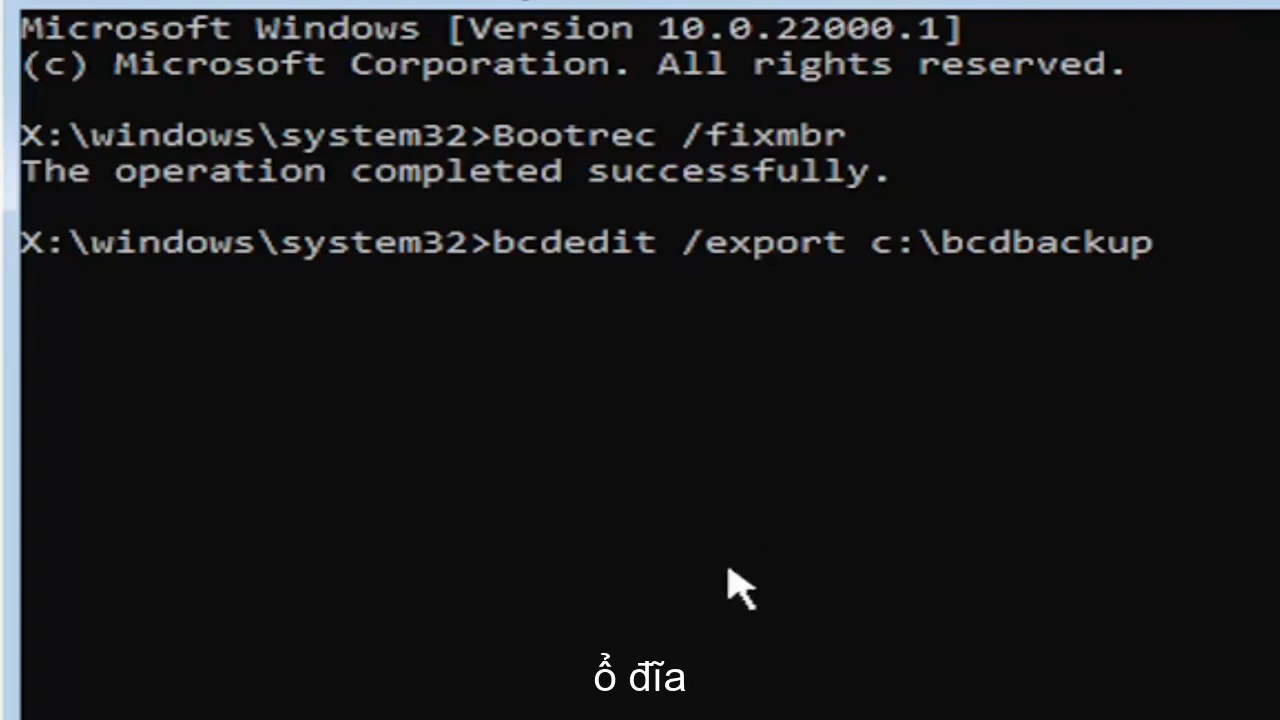 Microsoft Windows [Version 10.0.22000.1]
(c) Microsoft Corporation. All rights reserved.
X:\windows\system32>Bootrec /fixmbr
The operation completed successfully.
X:\windows\system32>bcdedit /export c:\bcdbackup
ổ đĩa